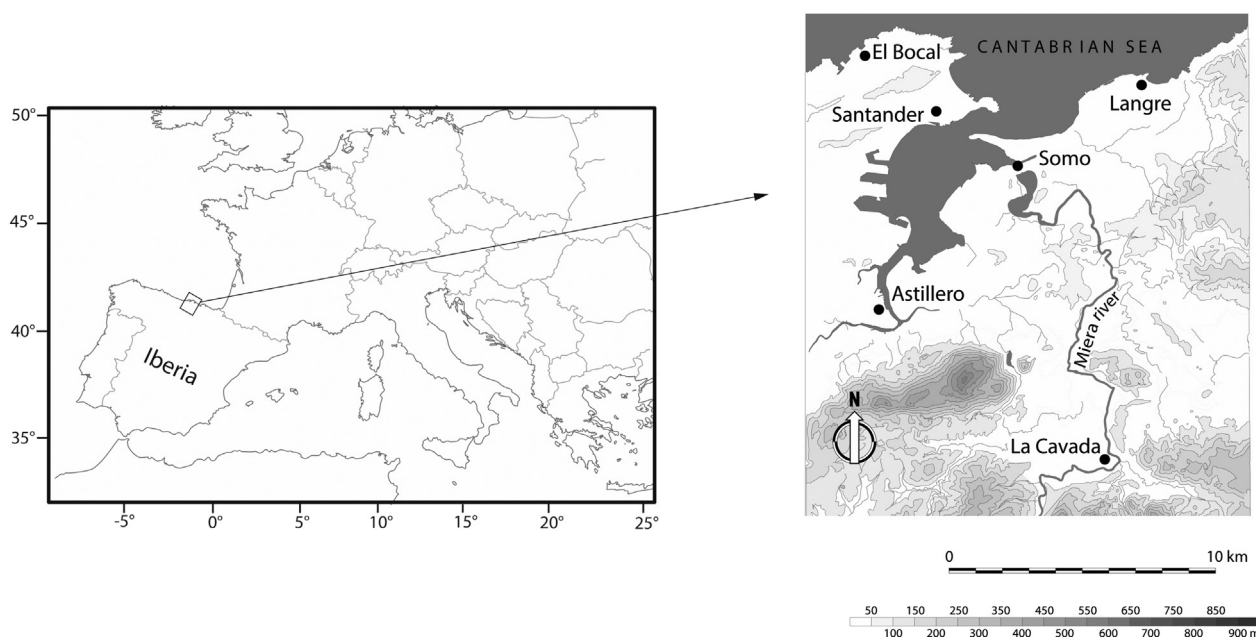 50°
45°
40°
35°
-5°
0°
5°
10°
15°
20°
25°
Iberia
El Bocal
CANTABRIAN SEA
Santander
Langre
Somo
Astillero
Miera river
N
La Cavada
0
10 km
50 150 250 350 450 550 650 750 850
100 200 300 400 500 600 700 800 900 m